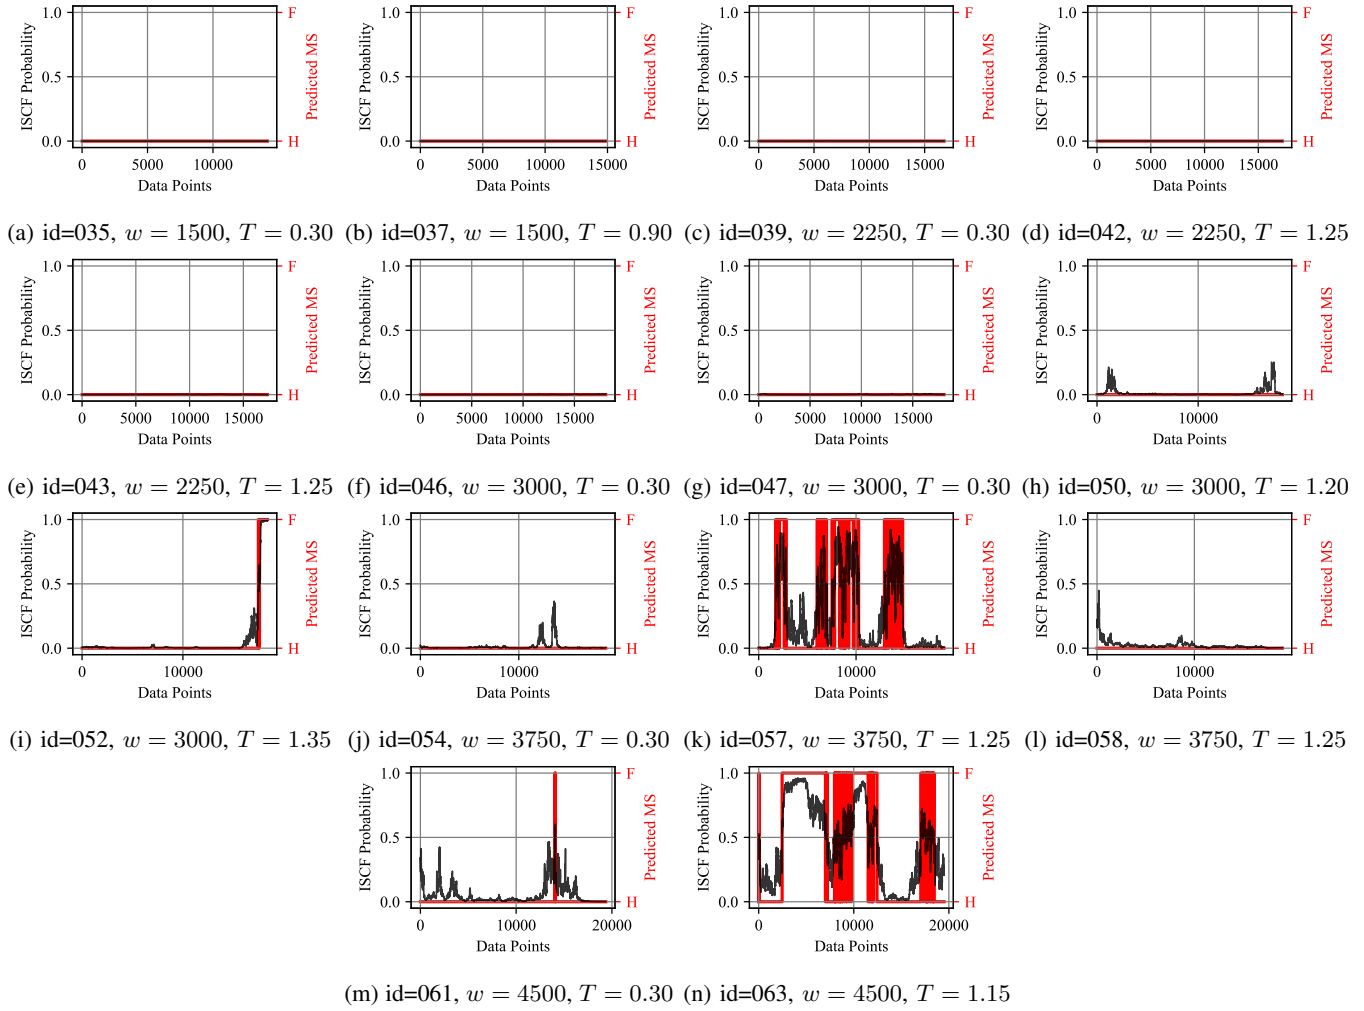 1.0 0.5 0.0 ISCF Probability 0 5000 10000 Data Points F H Predicted MS
1.0 0.5 0.0 ISCF Probability 0 5000 10000 15000 Data Points F H Predicted MS
1.0 0.5 0.0 ISCF Probability 0 5000 10000 15000 Data Points F H Predicted MS
1.0 0.5 0.0 ISCF Probability 0 5000 10000 15000 Data Points F H Predicted MS
(a) id=035, w = 1500, T = 0.30 (b) id=037, w = 1500, T = 0.90 (c) id=039, w = 2250, T = 0.30 (d) id=042, w = 2250, T = 1.25
1.0 0.5 0.0 ISCF Probability 0 5000 10000 15000 Data Points F H Predicted MS
1.0 0.5 0.0 ISCF Probability 0 5000 10000 15000 Data Points F H Predicted MS
1.0 0.5 0.0 ISCF Probability 0 5000 10000 15000 Data Points F H Predicted MS
1.0 0.5 0.0 ISCF Probability 0 10000 Data Points F H Predicted MS
(e) id=043, w = 2250, T = 1.25 (f) id=046, w = 3000, T = 0.30 (g) id=047, w = 3000, T = 0.30 (h) id=050, w = 3000, T = 1.20
1.0 0.5 0.0 ISCF Probability 0 10000 Data Points F H Predicted MS
1.0 0.5 0.0 ISCF Probability 0 10000 Data Points F H Predicted MS
1.0 0.5 0.0 ISCF Probability 0 10000 Data Points F H Predicted MS
1.0 0.5 0.0 ISCF Probability 0 10000 Data Points F H Predicted MS
(i) id=052, w = 3000, T = 1.35 (j) id=054, w = 3750, T = 0.30 (k) id=057, w = 3750, T = 1.25 (l) id=058, w = 3750, T = 1.25
1.0 0.5 0.0 ISCF Probability 0 10000 20000 Data Points F H Predicted MS
1.0 0.5 0.0 ISCF Probability 0 10000 20000 Data Points F H Predicted MS
(m) id=061, w = 4500, T = 0.30 (n) id=063, w = 4500, T = 1.15